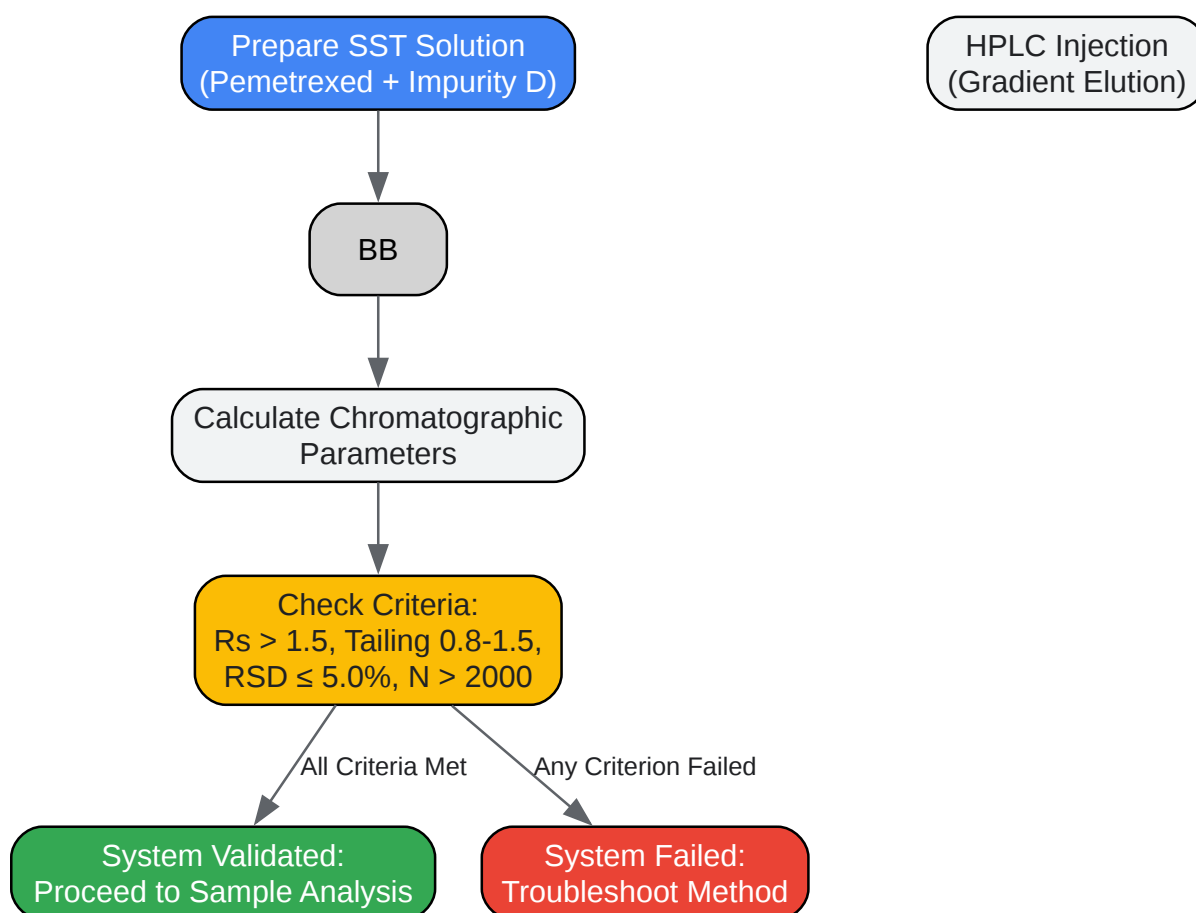 Prepare SST Solution
(Pemetrexed + Impurity D)
HPLC Injection
(Gradient Elution)
BB
Calculate Chromatographic
Parameters
Check Criteria:
Rs > 1.5, Tailing 0.8-1.5,
RSD ≤ 5.0%, N > 2000
All Criteria Met
Any Criterion Failed
System Validated:
Proceed to Sample Analysis
System Failed:
Troubleshoot Method